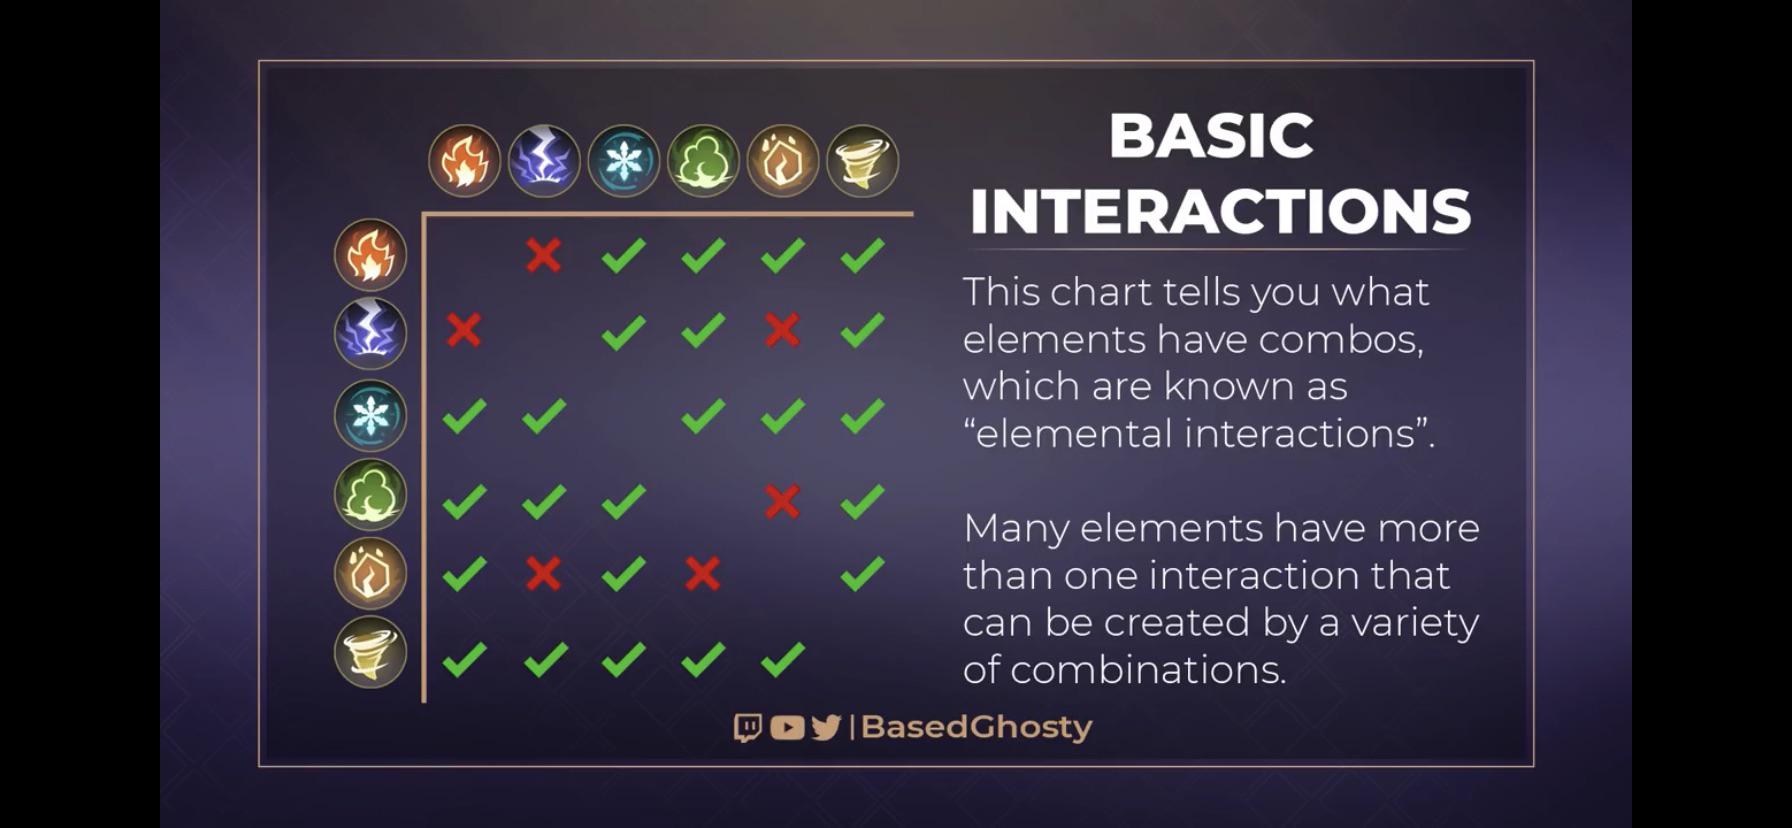 BASIC
INTERACTIONS
This chart tells you what
elements have combos,
which are known as
“elemental interactions”.
Many elements have more
than one interaction that
can be created by a variety
of combinations.
|BasedGhosty